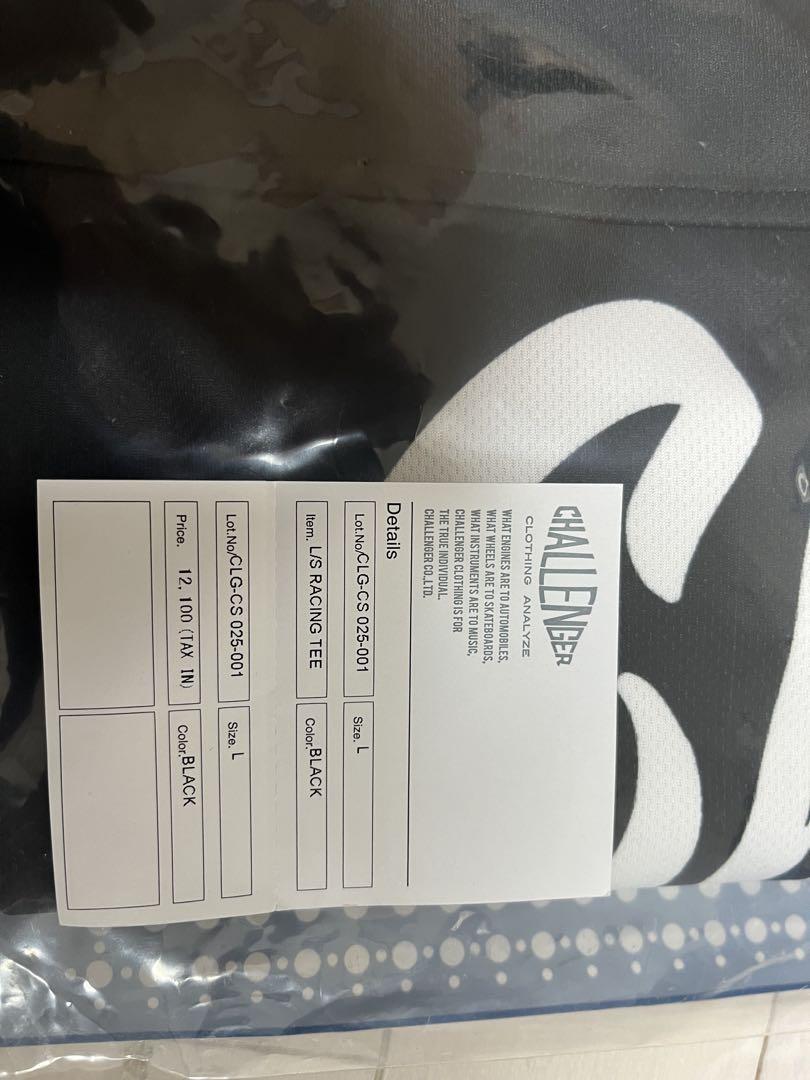 CHALLENGER
CLOTHING ANALYZE
WHAT ENGINES ARE TO AUTOMOBILES,
WHAT WHEELS ARE TO SKATEBOARDS,
WHAT INSTRUMENTS ARE TO MUSIC,
CHALLENGER CLOTHING IS FOR
THE TRUE INDIVIDUAL.
CHALLENGER CO.,LTD.
Details
Lot.No/CLG-CS 025-001 Size. L
Item. L/S RACING TEE Color.BLACK
Lot.No/CLG-CS 025-001 Size. L
Price. 12,100 (TAX IN) Color.BLACK